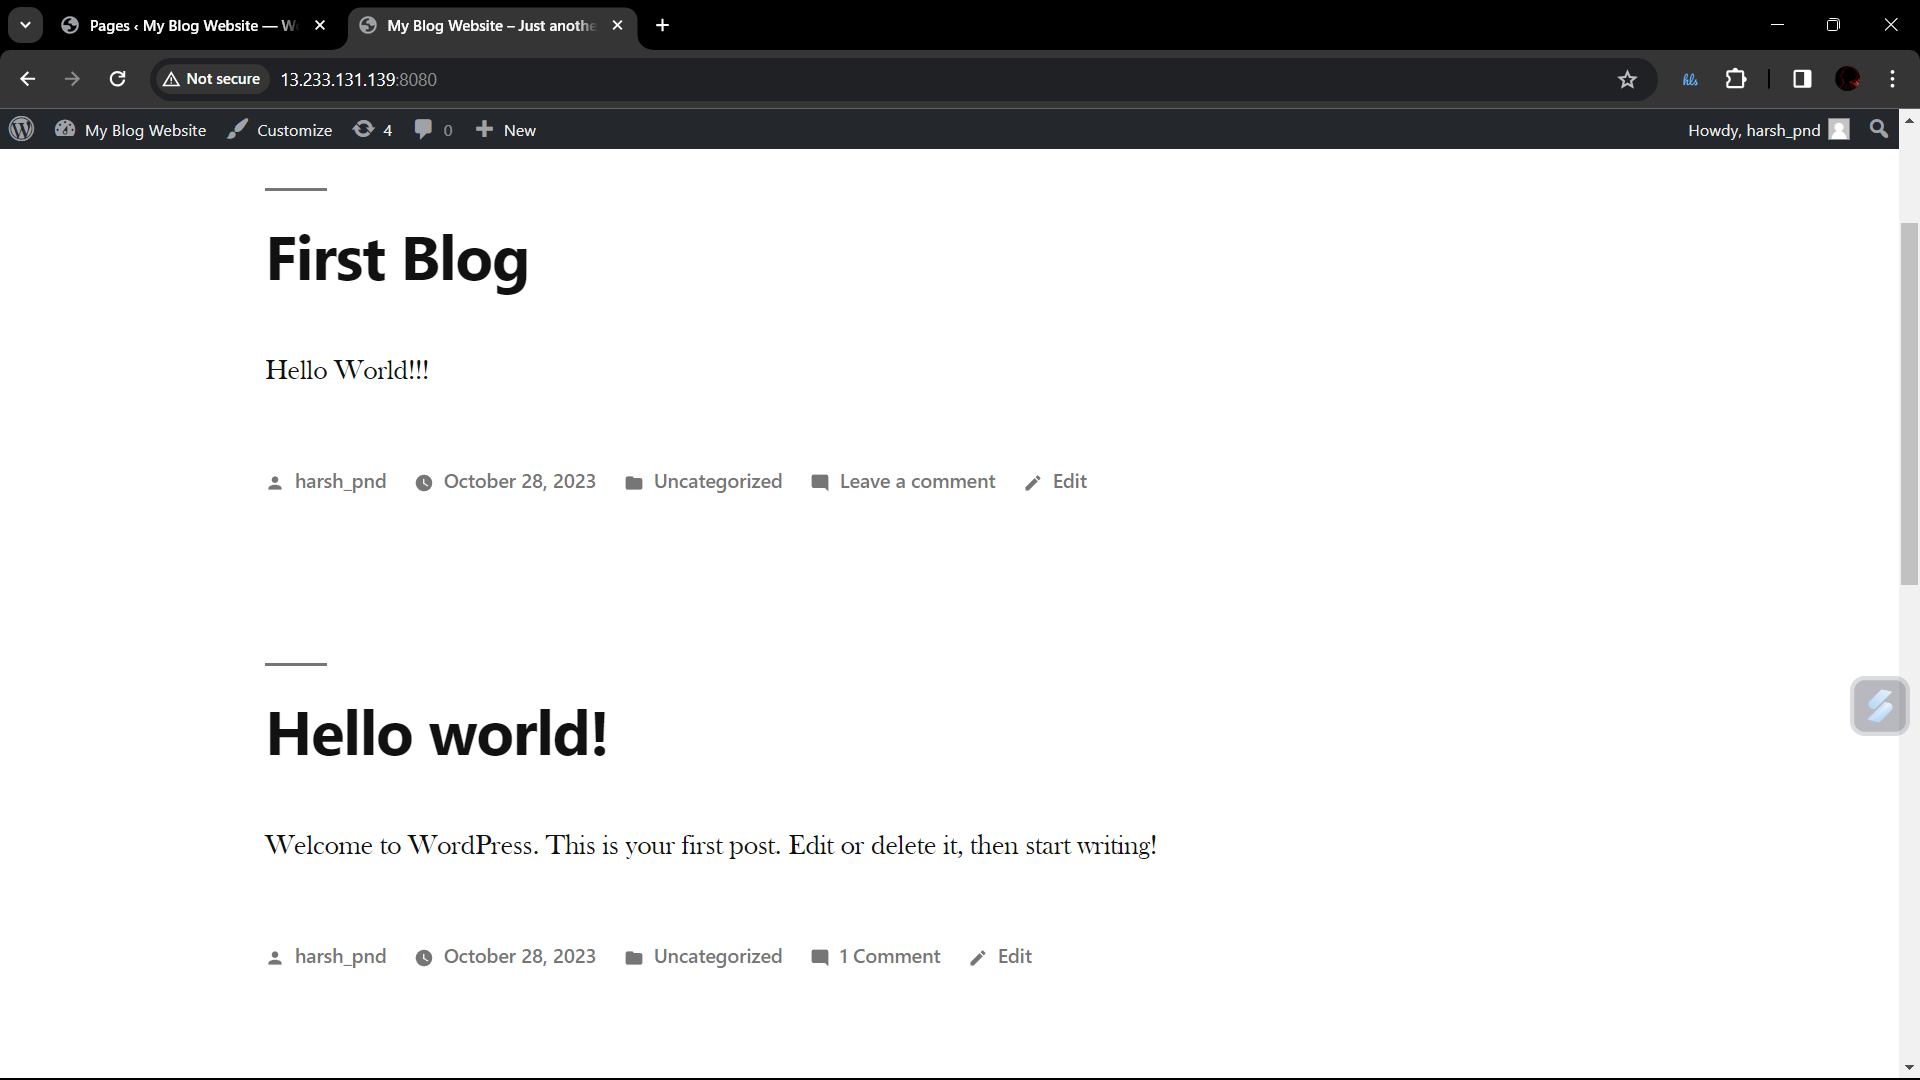 Pages ‹ My Blog Website — W
My Blog Website – Just anothe
Not secure 13.233.131.139:8080
hls
My Blog Website Customize 4 0 New Howdy, harsh_pnd
First Blog
Hello World!!!
harsh_pnd October 28, 2023 Uncategorized Leave a comment Edit
Hello world!
Welcome to WordPress. This is your first post. Edit or delete it, then start writing!
harsh_pnd October 28, 2023 Uncategorized 1 Comment Edit